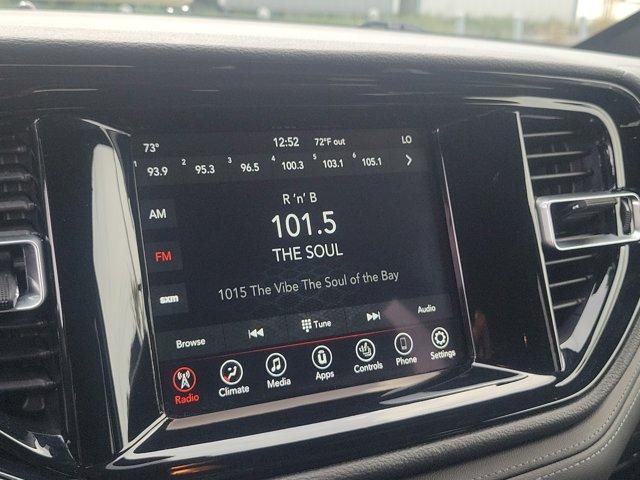 73° 12:52 72°F out LO
1 93.9 2 95.3 3 96.5 4 100.3 5 103.1 6 105.1
R 'n' B
AM
101.5
THE SOUL
FM
1015 The Vibe The Soul of the Bay
sxm
Browse Tune Audio
Radio Climate Media Apps Controls Phone Settings